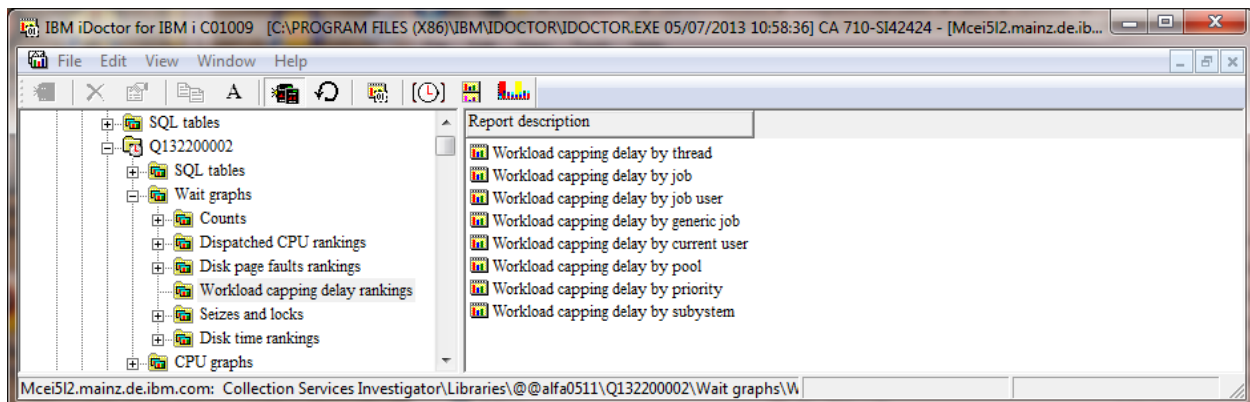 IBM iDoctor for IBM i C01009 [C:\PROGRAM FILES (X86)\IBM\IDOCTOR\IDOCTOR.EXE 05/07/2013 10:58:36] CA 710-SI42424 - [Mcei5l2.mainz.de.ib...
File Edit View Window Help
A
SQL tables
Q132200002
SQL tables
Wait graphs
Counts
Dispatched CPU rankings
Disk page faults rankings
Workload capping delay rankings
Seizes and locks
Disk time rankings
CPU graphs
Report description
Workload capping delay by thread
Workload capping delay by job
Workload capping delay by job user
Workload capping delay by generic job
Workload capping delay by current user
Workload capping delay by pool
Workload capping delay by priority
Workload capping delay by subystem
Mcei5l2.mainz.de.ibm.com: Collection Services Investigator\Libraries\@@alfa0511\Q132200002\Wait graphs\W